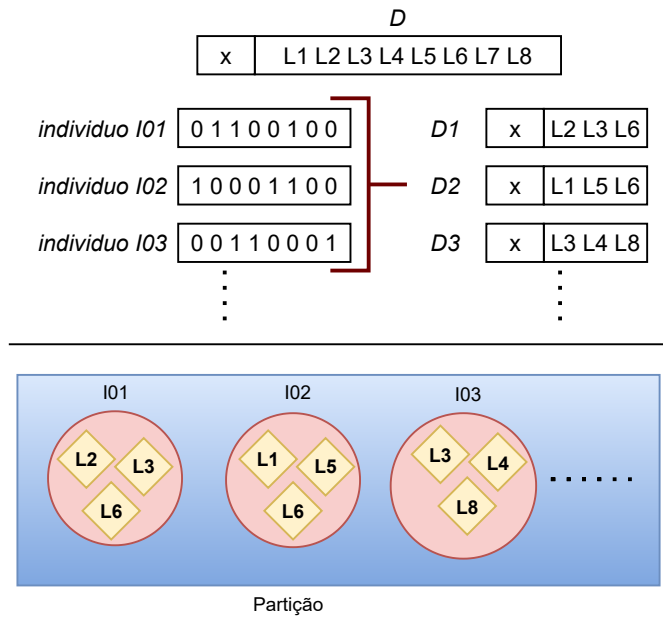 D
x L1 L2 L3 L4 L5 L6 L7 L8
individuo I01 0 1 1 0 0 1 0 0 D1 x L2 L3 L6
individuo I02 1 0 0 0 1 1 0 0 D2 x L1 L5 L6
individuo I03 0 0 1 1 0 0 0 1 D3 x L3 L4 L8
I01 I02 I03
L2 L3 L6
L1 L5 L6
L3 L4 L8
Partição